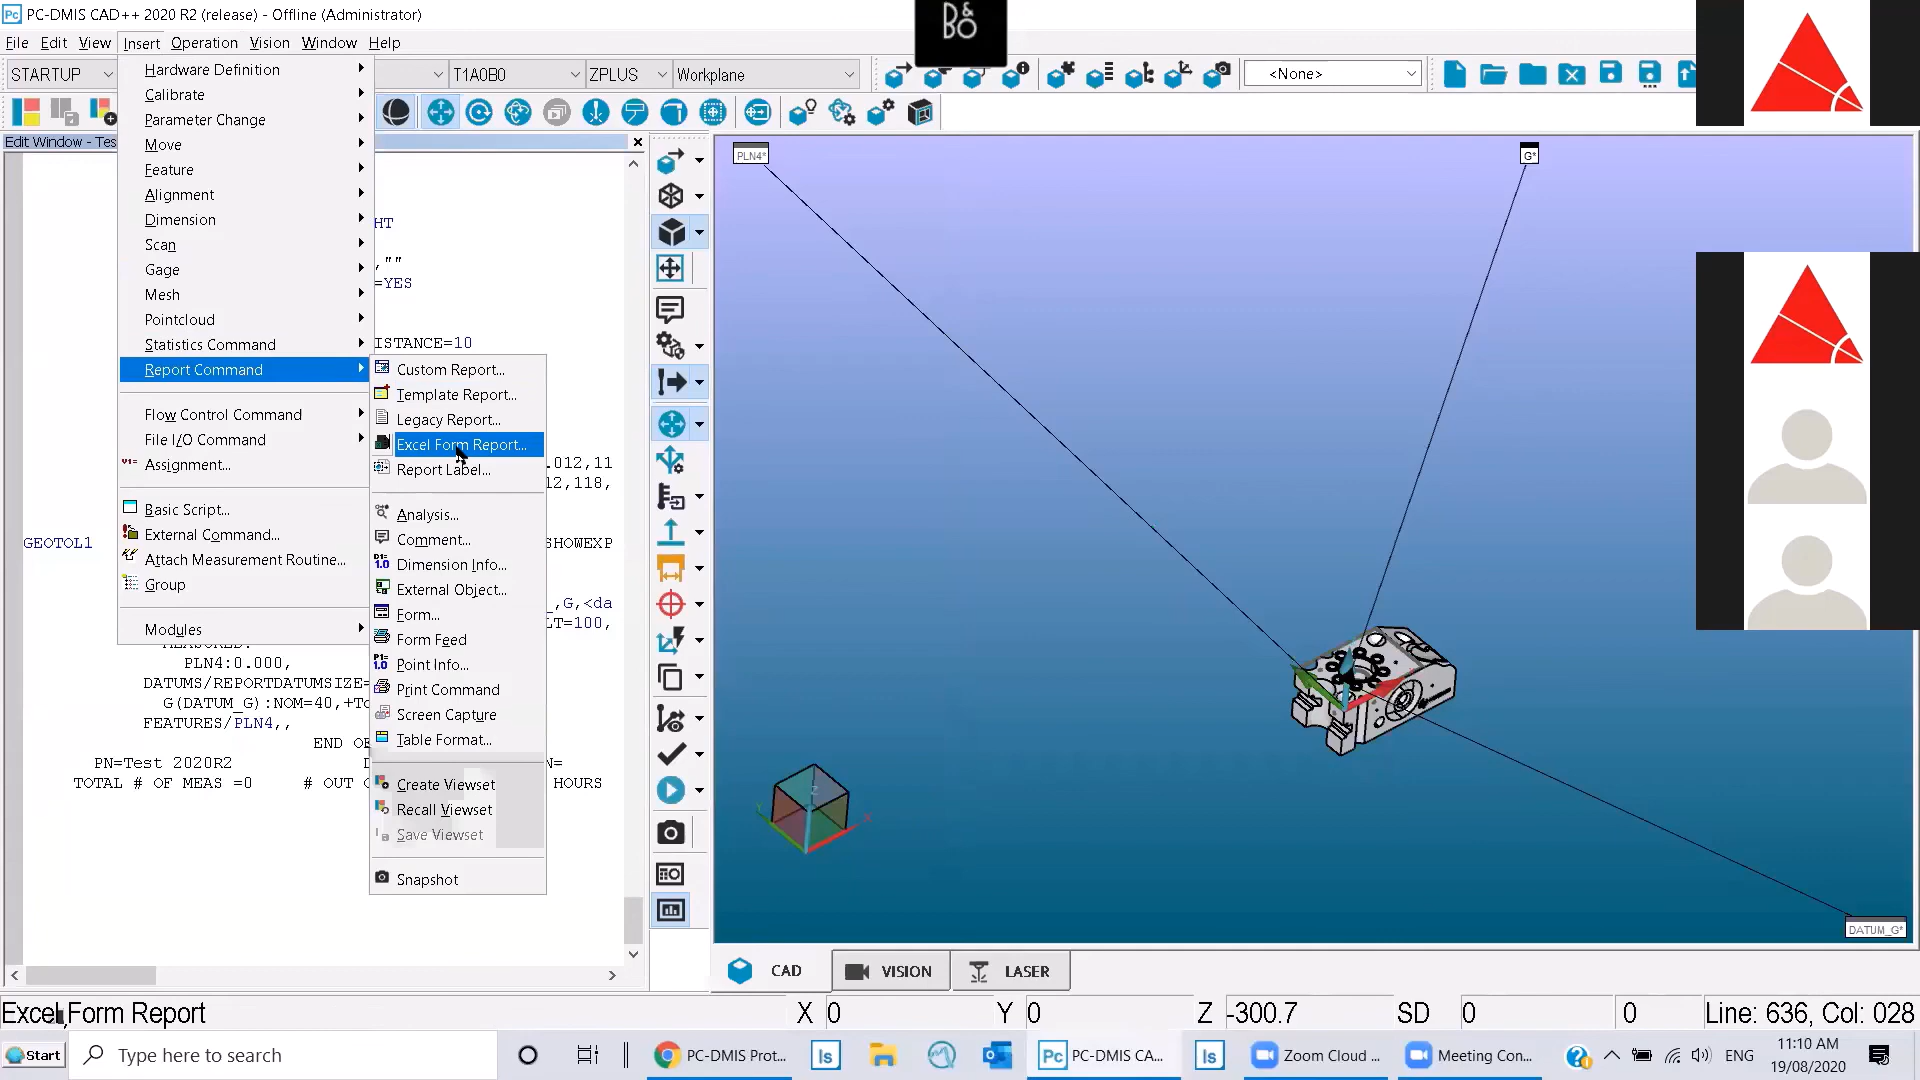 PC-DMIS CAD++ 2020 R2 (release) - Offline (Administrator)
B&O
File Edit View Insert Operation Vision Window Help
STARTUP T1A0B0 ZPLUS Workplane <None>
Edit Window - Tes
Hardware Definition
Calibrate
Parameter Change
Move
Feature
Alignment
Dimension
Scan
Gage
Mesh
Pointcloud
Statistics Command
Report Command
Flow Control Command
File I/O Command
Assignment...
Basic Script...
External Command...
Attach Measurement Routine...
Group
Modules
Custom Report...
Template Report...
Legacy Report...
Excel Form Report...
Report Label...
Analysis...
Comment...
Dimension Info...
External Object...
Form...
Form Feed
Point Info...
Print Command
Screen Capture
Table Format...
Create Viewset
Recall Viewset
Save Viewset
Snapshot
HT
,""
=YES
ISTANCE=10
.012,11
12,118,
GEOTOL1 SHOWEXP
,G,<da
LT=100,
MEASURED:
PLN4:0.000,
DATUMS/REPORTDATUMSIZE=
G(DATUM_G):NOM=40,+To
FEATURES/PLN4,,
END OF
PN=Test 2020R2 N=
TOTAL # OF MEAS =0 # OUT O HOURS
PLN4*
G*
DATUM_G*
Z
Y
X
CAD VISION LASER
Excel Form Report X 0 Y 0 Z -300.7 SD 0 0 Line: 636, Col: 028
Start Type here to search PC-DMIS Prot... Is Pc PC-DMIS CA... Is Zoom Cloud ... Meeting Con... ENG 11:10 AM
19/08/2020